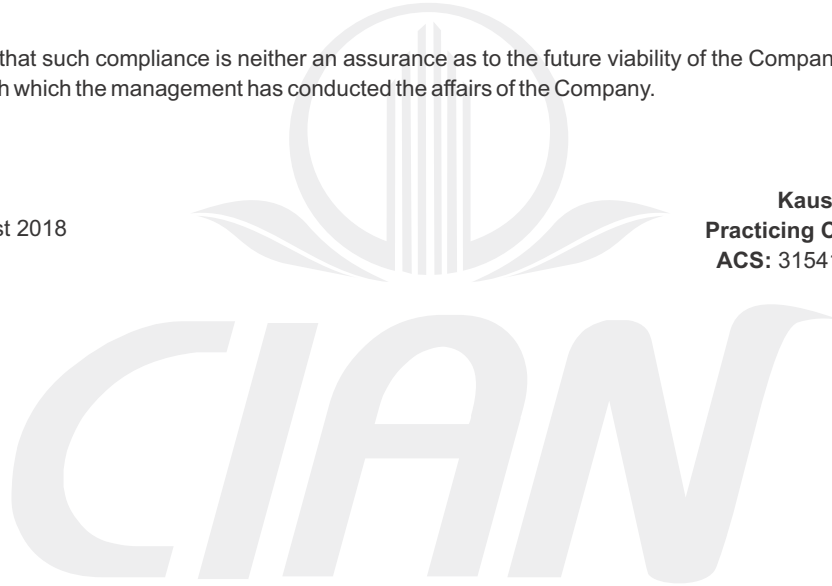 that such compliance is neither an assurance as to the future viability of the Compan
h which the management has conducted the affairs of the Company.
Kaus
st 2018
Practicing C
ACS: 31541
CIAN